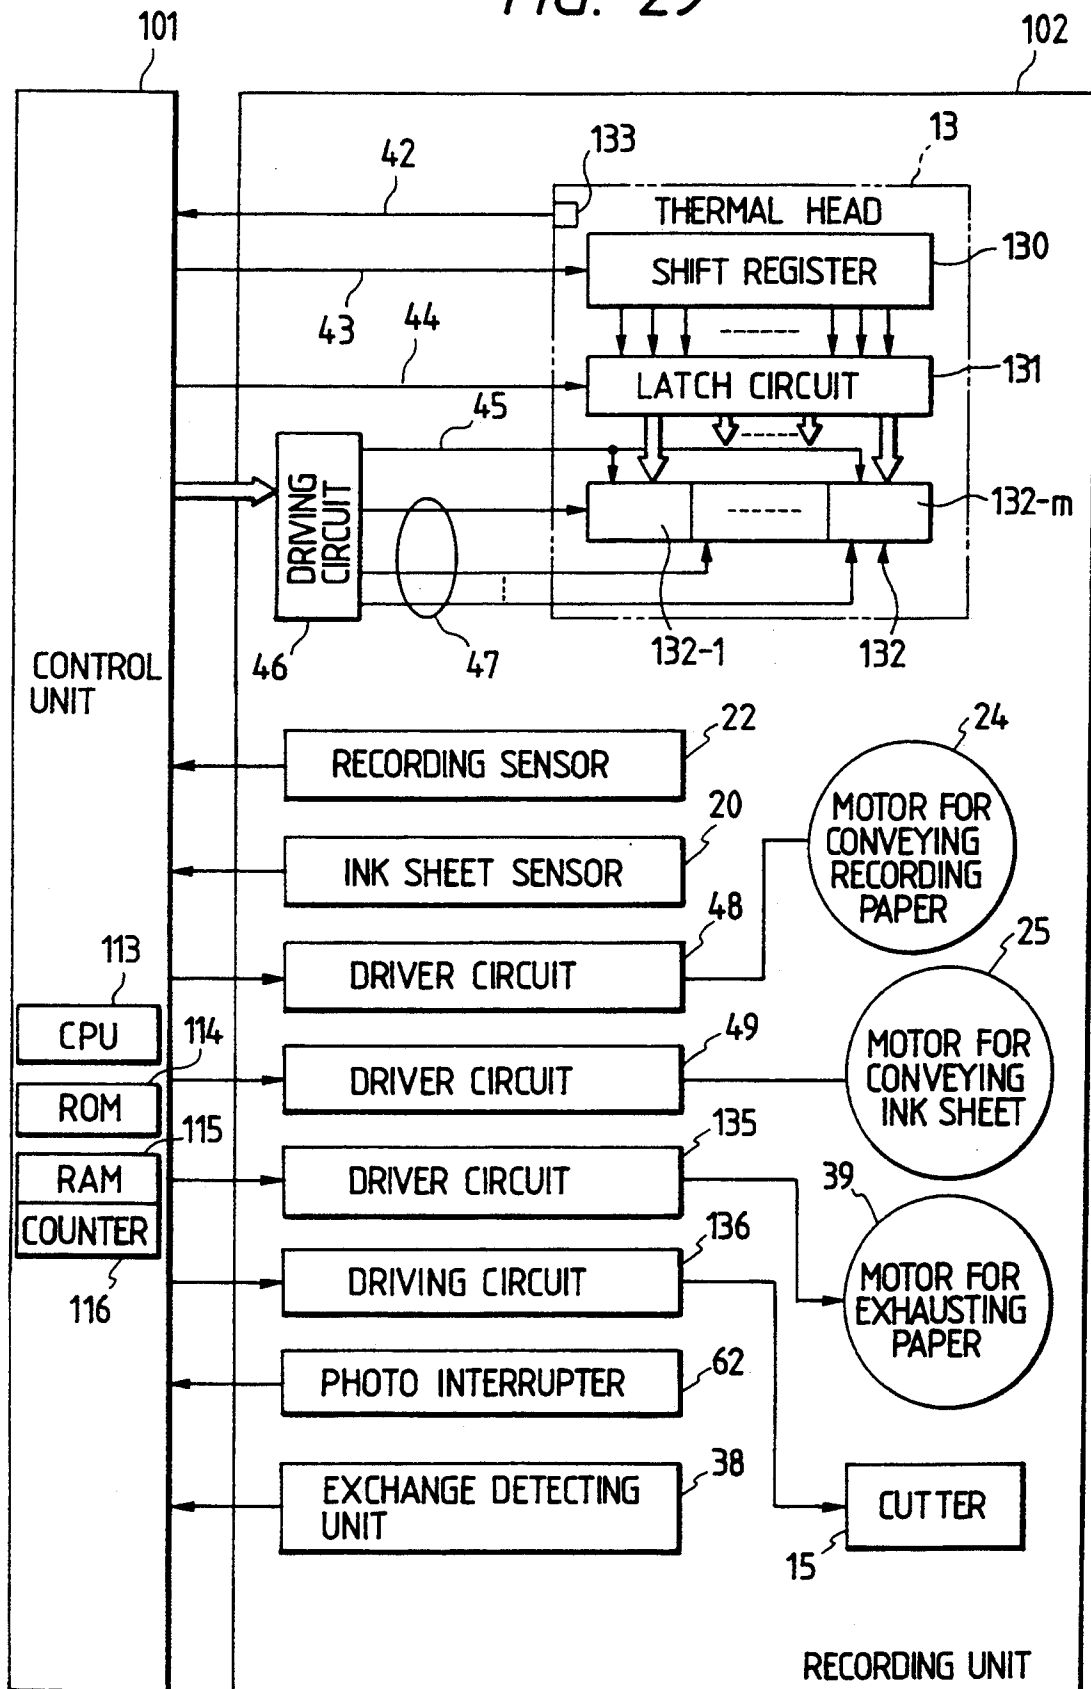 FIG. 29
101
102
13
133
42
THERMAL HEAD
130
SHIFT REGISTER
43
44
131
LATCH CIRCUIT
45
DRIVING
CIRCUIT
132-m
46
47
132-1
132
CONTROL
UNIT
22
24
RECORDING SENSOR
MOTOR FOR
CONVEYING
RECORDING
PAPER
20
INK SHEET SENSOR
48
25
DRIVER CIRCUIT
113
CPU
114
49
MOTOR FOR
CONVEYING
INK SHEET
DRIVER CIRCUIT
ROM
115
135
RAM
DRIVER CIRCUIT
39
COUNTER
136
116
DRIVING CIRCUIT
MOTOR FOR
EXHAUSTING
PAPER
62
PHOTO INTERRUPTER
38
EXCHANGE DETECTING
UNIT
CUTTER
15
RECORDING UNIT